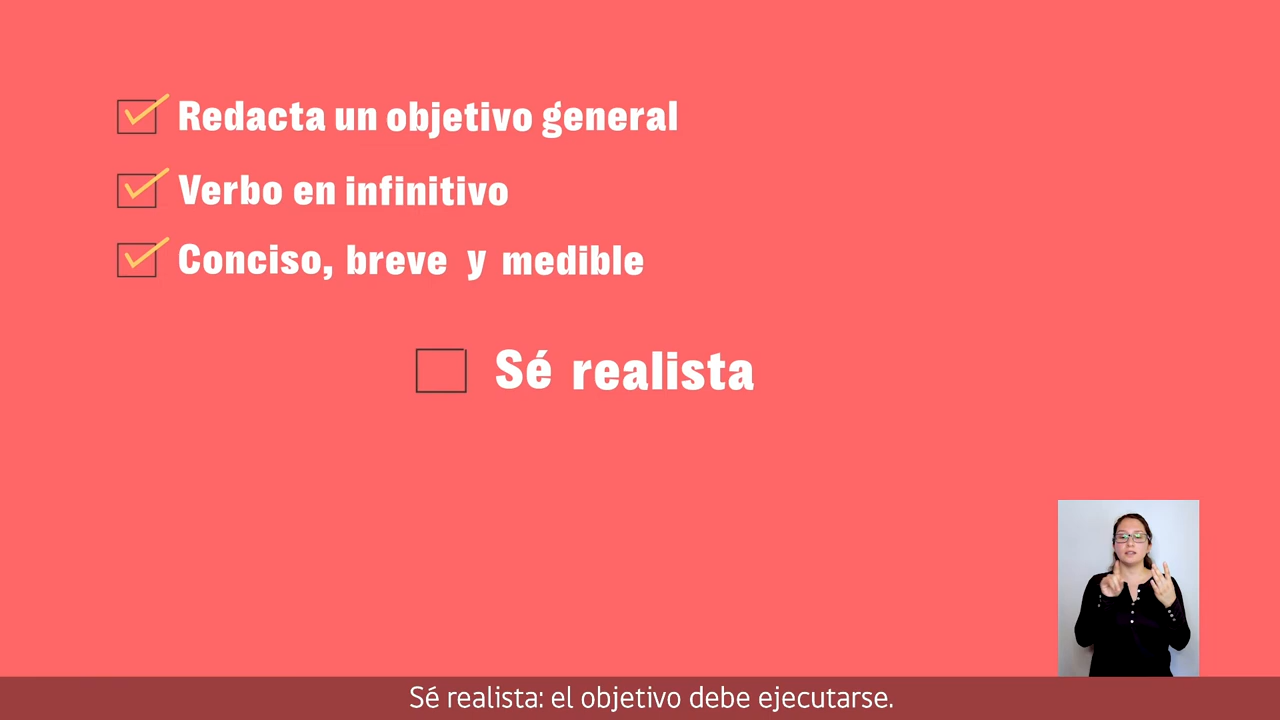 Redacta un objetivo general
Verbo en infinitivo
Conciso, breve y medible
Sé realista
Sé realista: el objetivo debe ejecutarse.